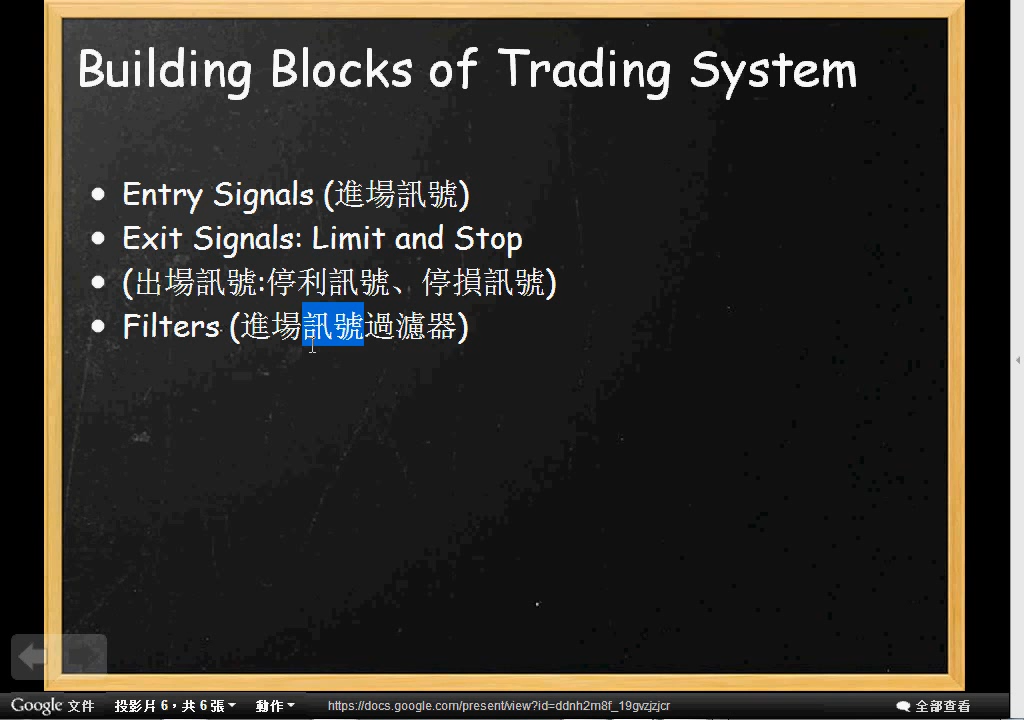 Building Blocks of Trading System
Entry Signals (進場訊號)
Exit Signals: Limit and Stop
(出場訊號:停利訊號、停損訊號)
Filters (進場訊號過濾器)
Google 文件 投影片 6，共 6 張 動作 https://docs.google.com/present/view?id=ddnh2m8f_19gvzjzjcr 全部查看